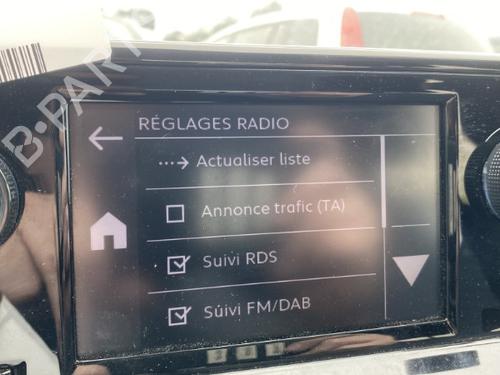 B-PARTS
RÉGLAGES RADIO
Actualiser liste
Annonce trafic (TA)
Suivi RDS
Suivi FM/DAB